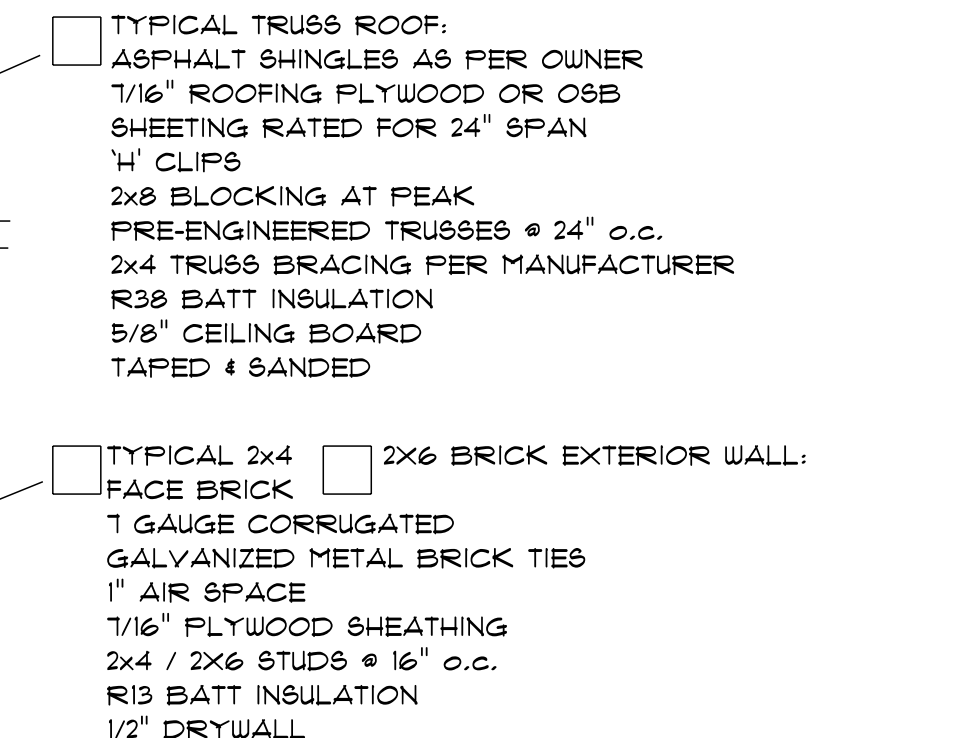 TYPICAL TRUSS ROOF:
ASPHALT SHINGLES AS PER OWNER
7/16" ROOFING PLYWOOD OR OSB
SHEETING RATED FOR 24" SPAN
`H' CLIPS
2x8 BLOCKING AT PEAK
PRE-ENGINEERED TRUSSES @ 24" o.c.
2x4 TRUSS BRACING PER MANUFACTURER
R38 BATT INSULATION
5/8" CEILING BOARD
TAPED & SANDED
TYPICAL 2x4 2X6 BRICK EXTERIOR WALL:
FACE BRICK
7 GAUGE CORRUGATED
GALVANIZED METAL BRICK TIES
1" AIR SPACE
7/16" PLYWOOD SHEATHING
2x4 / 2X6 STUDS @ 16" o.c.
R13 BATT INSULATION
1/2" DRYWALL